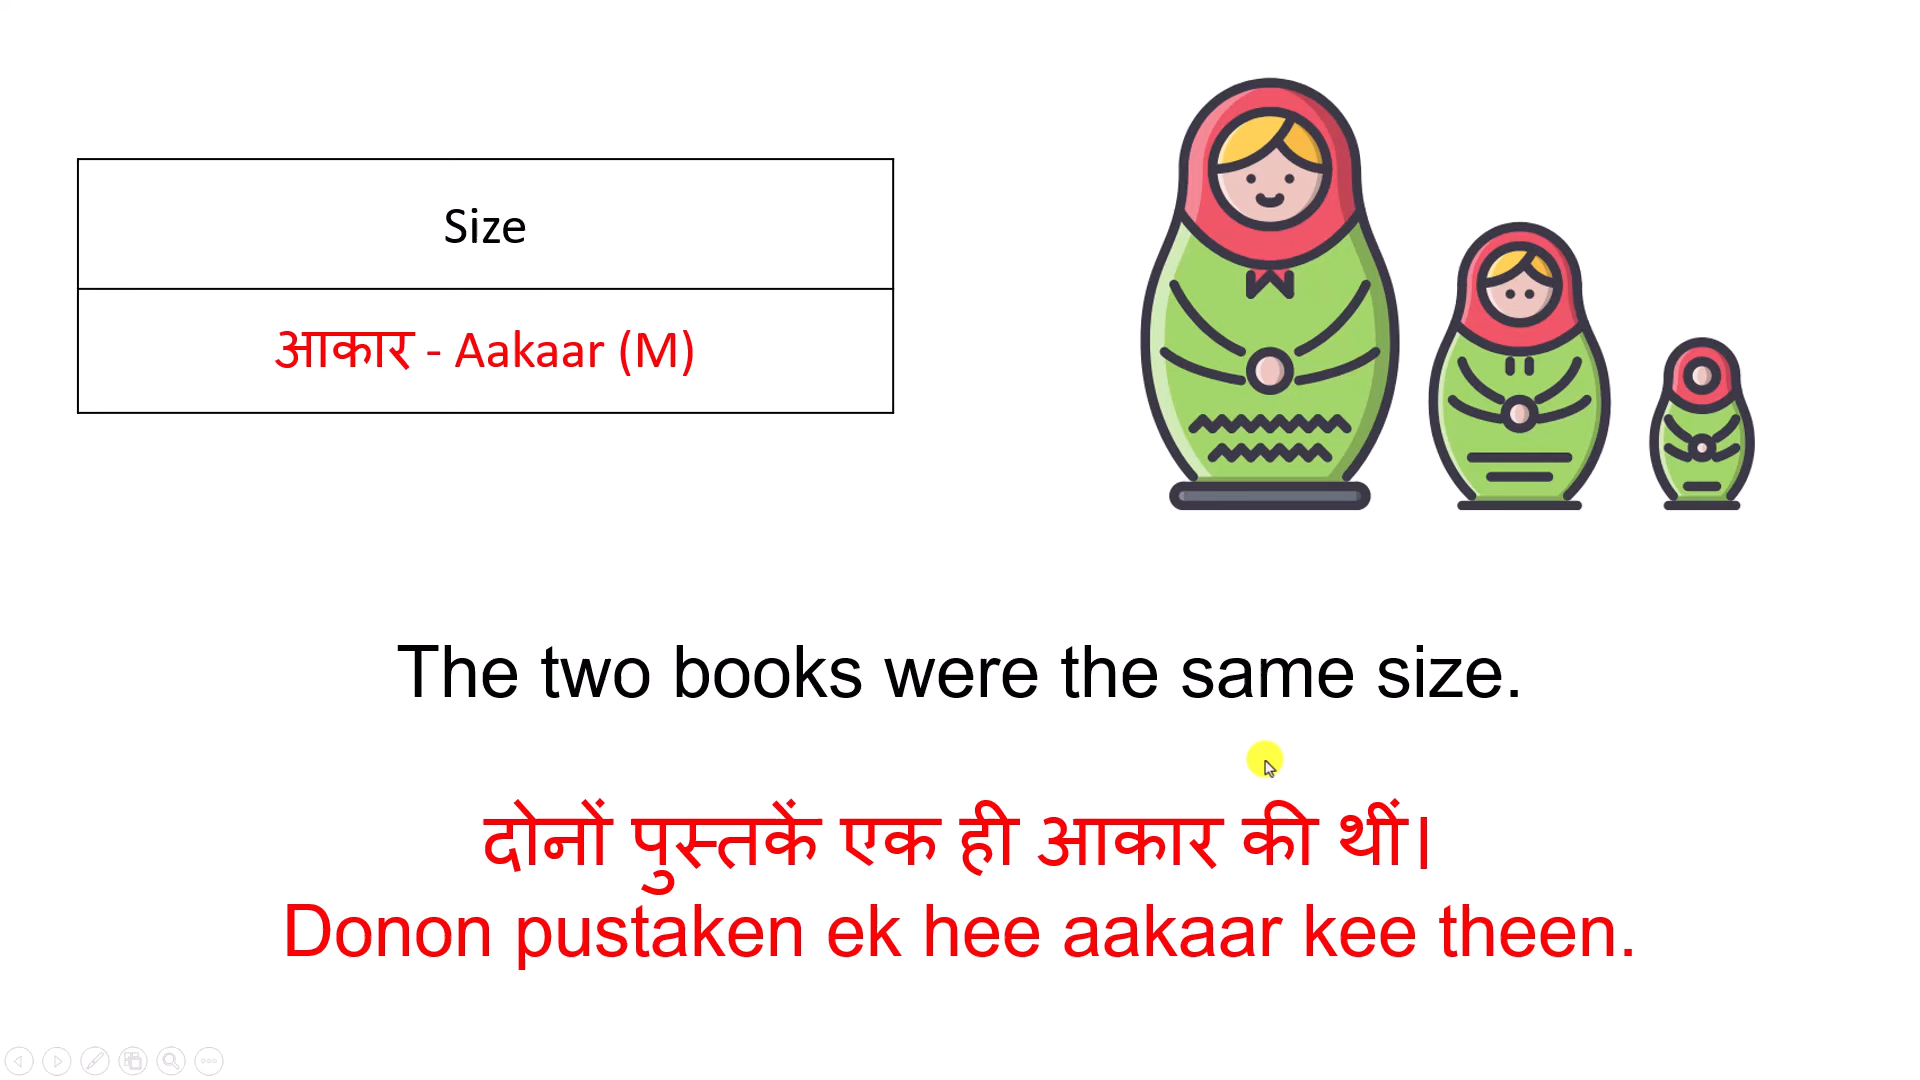 Size
आकार - Aakaar (M)
The two books were the same size.
दोनों पुस्तकें एक ही आकार की थीं।
Donon pustaken ek hee aakaar kee theen.